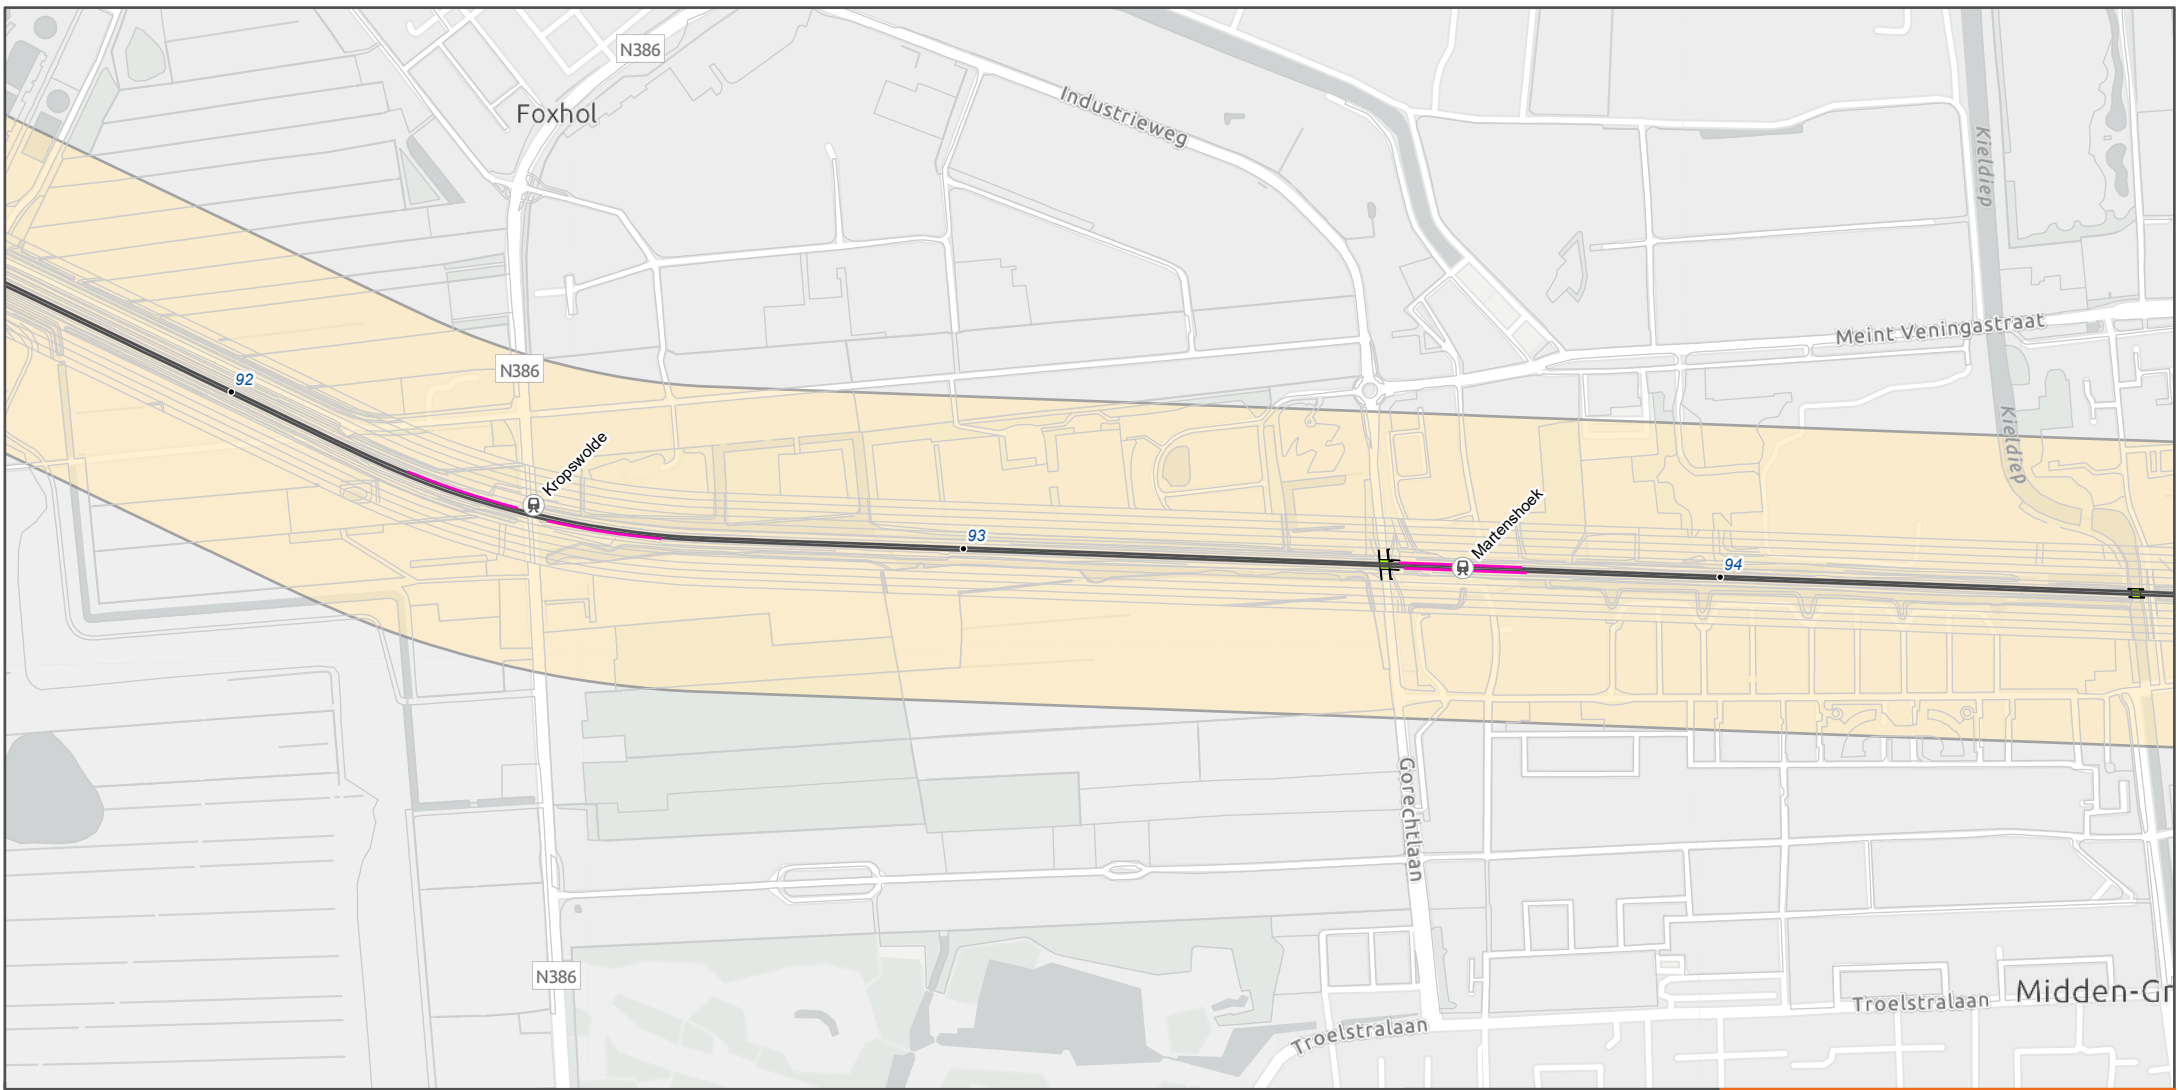 N386
Foxhol
Industrieweg
Kieldiep
Meint Veningastraat
N386
92
Kropswolde
Kieldiep
Martenshoek
93
94
Gorechtlaan
N386
Midden-Gr
Troelstralaan
Troelstralaan